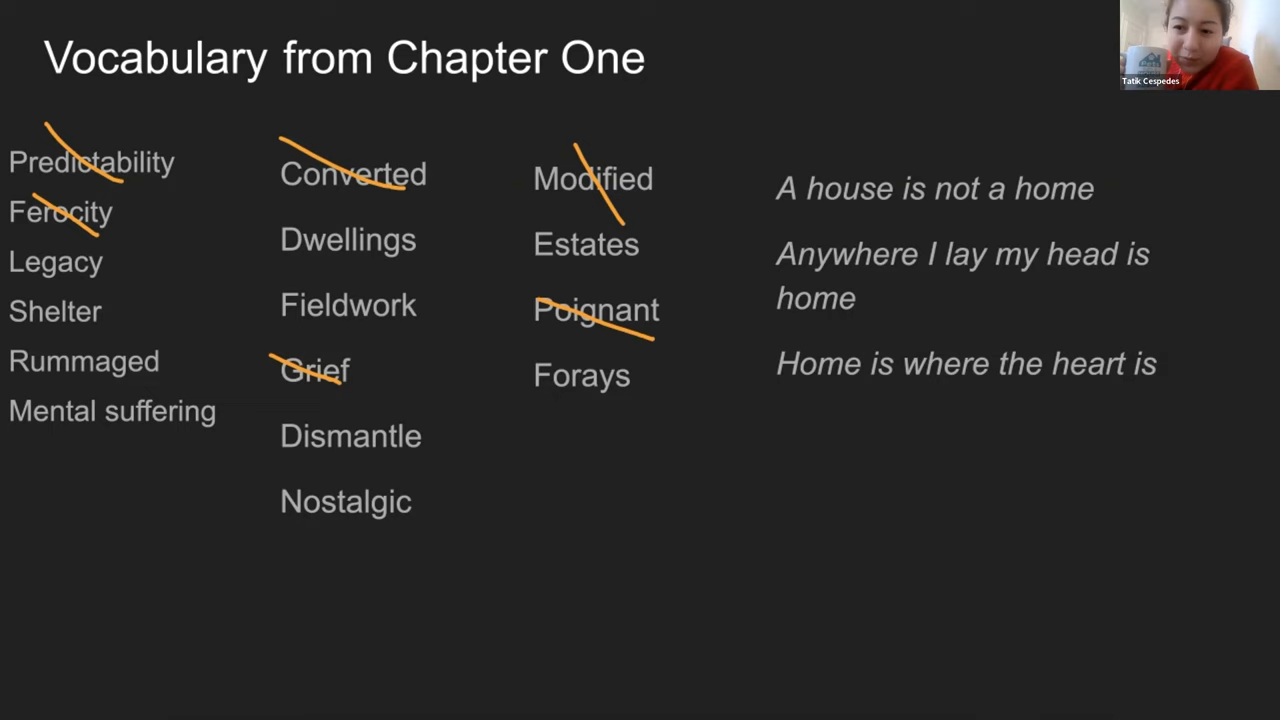 Vocabulary from Chapter One
Tatik Cespedes
Predictability
Ferocity
Legacy
Shelter
Rummaged
Mental suffering
Converted
Dwellings
Fieldwork
Grief
Dismantle
Nostalgic
Modified
Estates
Poignant
Forays
A house is not a home
Anywhere I lay my head is
home
Home is where the heart is